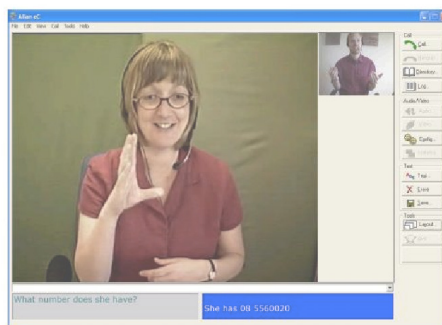 Allan eC
File Edit View Call Tools Help
Call
Call
Directory...
Log...
Audio/Video
Config...
Text
Text...
Erase
Save...
Tools
Layout...
What number does she have?
She has 08 5560020